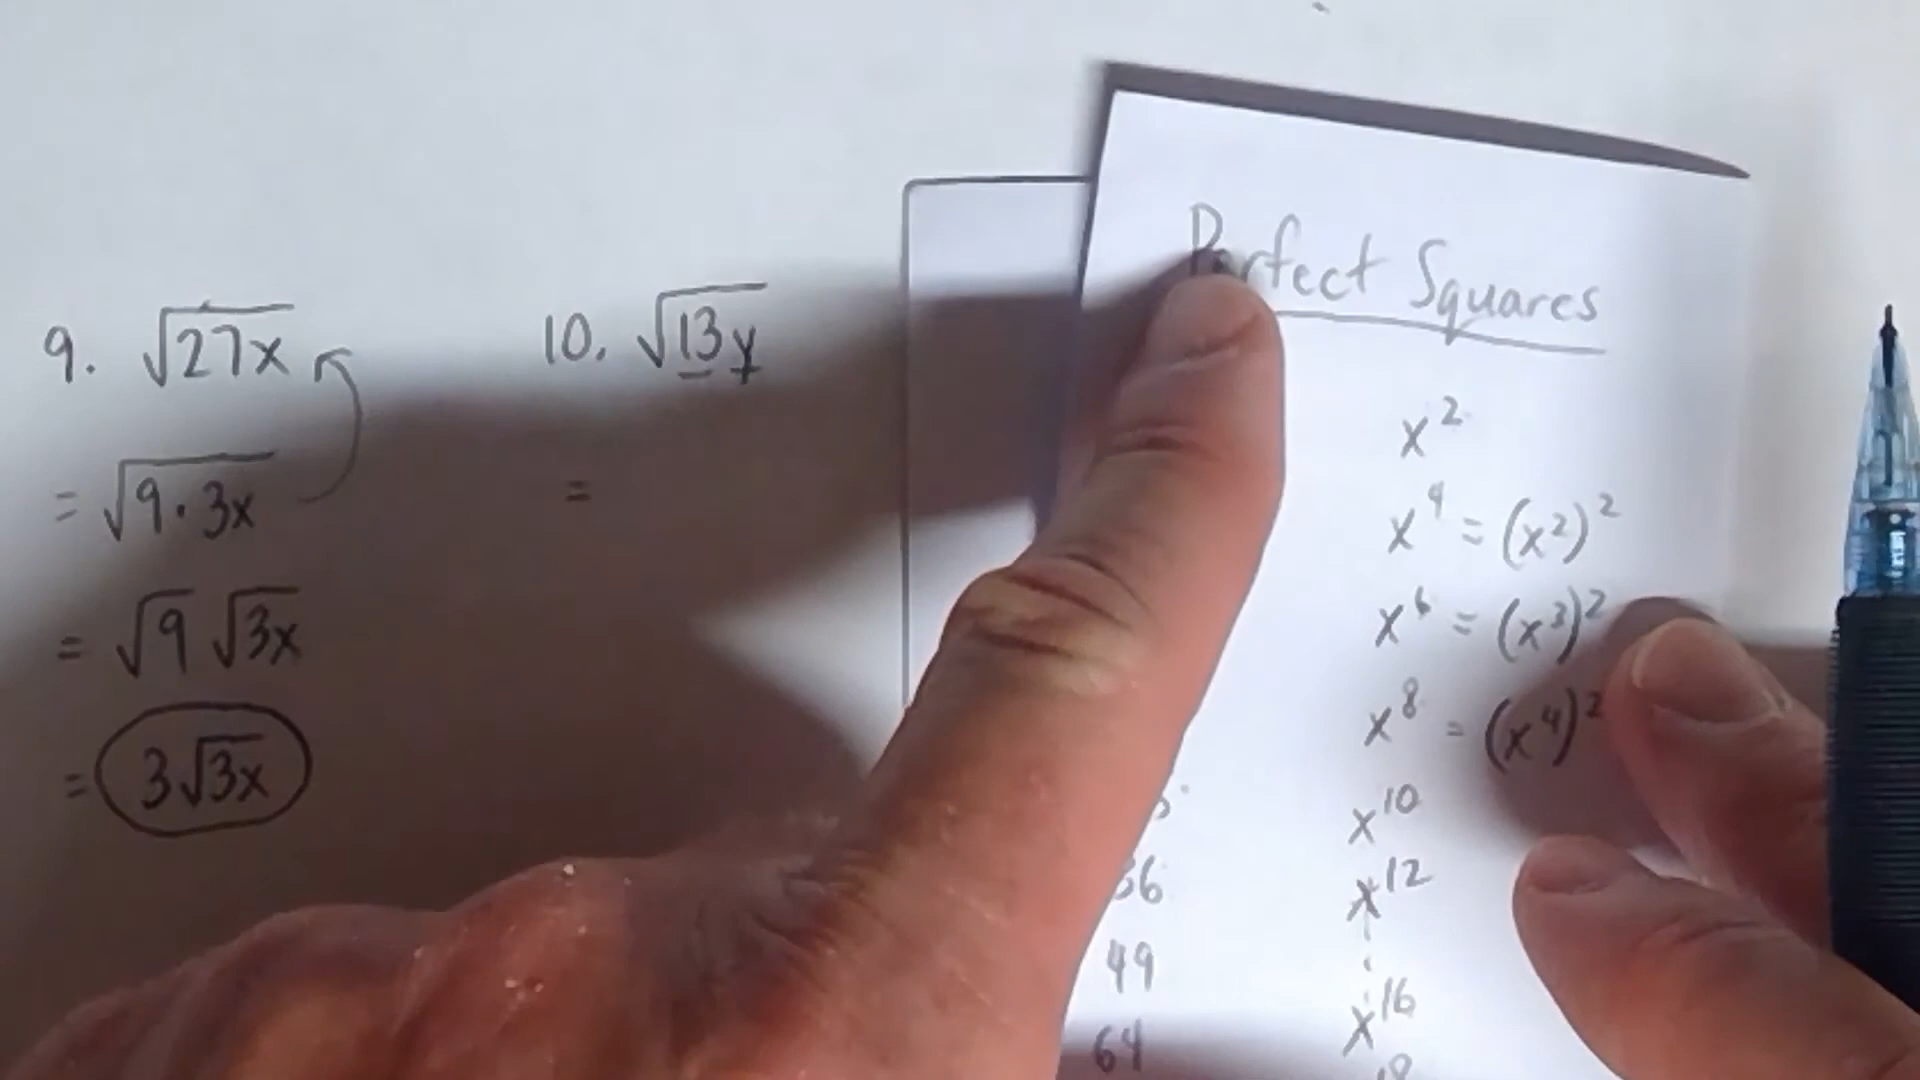 9. √27x
= √9 · 3x
= √9 √3x
= 3√3x
10. √13y
=
Perfect Squares
x²
x⁴ = (x²)²
x⁶ = (x³)²
x⁸ = (x⁴)²
x¹⁰
36
x¹²
49
x¹⁶
64